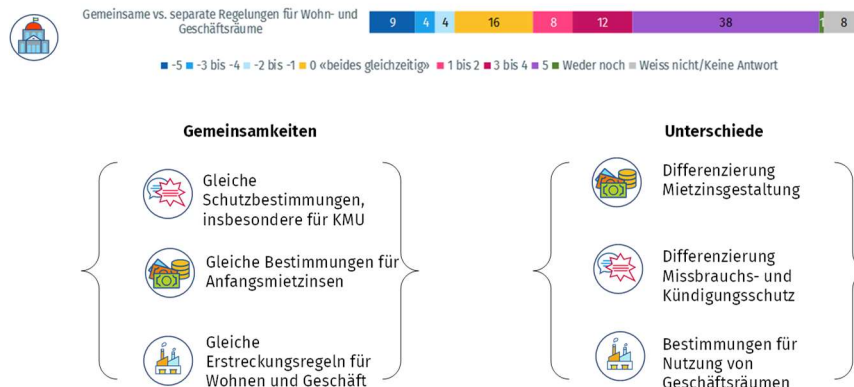 Gemeinsame vs. separate Regelungen für Wohn- und
Geschäftsräume
9 4 4 16 8 12 38 1 8
-5 -3 bis -4 -2 bis -1 0 «beides gleichzeitig» 1 bis 2 3 bis 4 5 Weder noch Weiss nicht/Keine Antwort
Gemeinsamkeiten
Gleiche
Schutzbestimmungen,
insbesondere für KMU
Gleiche Bestimmungen für
Anfangsmietzinsen
Gleiche
Erstreckungsregeln für
Wohnen und Geschäft
Unterschiede
Differenzierung
Mietzinsgestaltung
Differenzierung
Missbrauchs- und
Kündigungsschutz
Bestimmungen für
Nutzung von
Geschäftsräumen